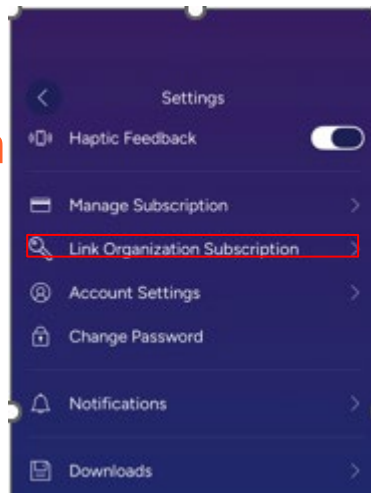 Settings
Haptic Feedback
Manage Subscription
Link Organization Subscription
Account Settings
Change Password
Notifications
Downloads